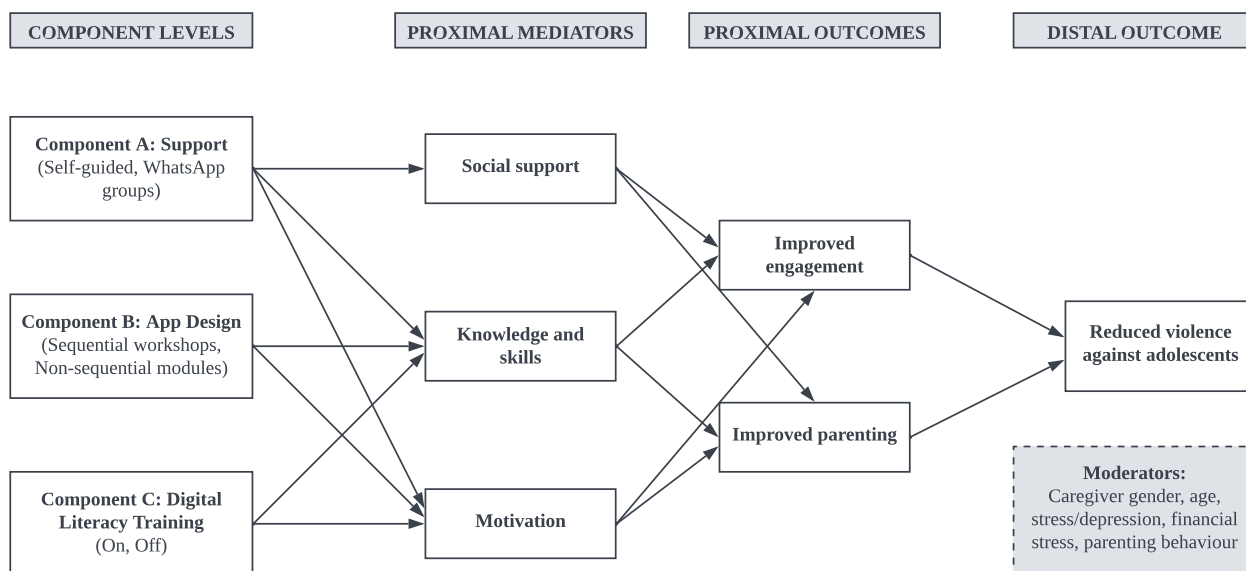 COMPONENT LEVELS
PROXIMAL MEDIATORS
PROXIMAL OUTCOMES
DISTAL OUTCOME
Component A: Support
(Self-guided, WhatsApp
groups)
Component B: App Design
(Sequential workshops,
Non-sequential modules)
Component C: Digital
Literacy Training
(On, Off)
Social support
Knowledge and
skills
Motivation
Improved
engagement
Improved parenting
Reduced violence
against adolescents
Moderators:
Caregiver gender, age,
stress/depression, financial
stress, parenting behaviour